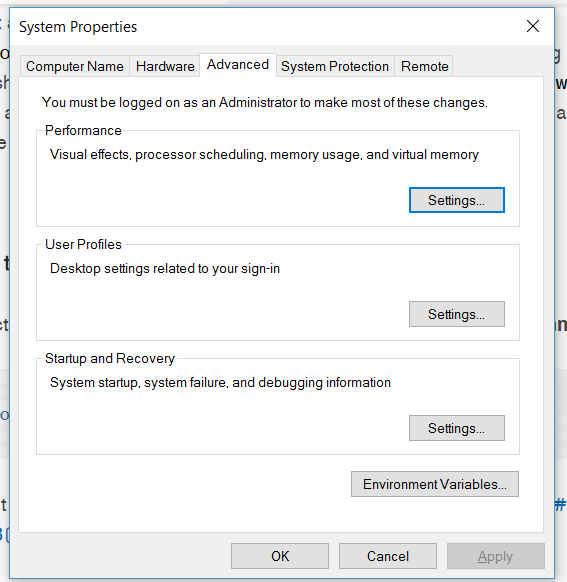 System Properties
Computer Name Hardware Advanced System Protection Remote
You must be logged on as an Administrator to make most of these changes.
Performance
Visual effects, processor scheduling, memory usage, and virtual memory
Settings...
User Profiles
Desktop settings related to your sign-in
Settings...
Startup and Recovery
System startup, system failure, and debugging information
Settings...
Environment Variables...
OK Cancel Apply